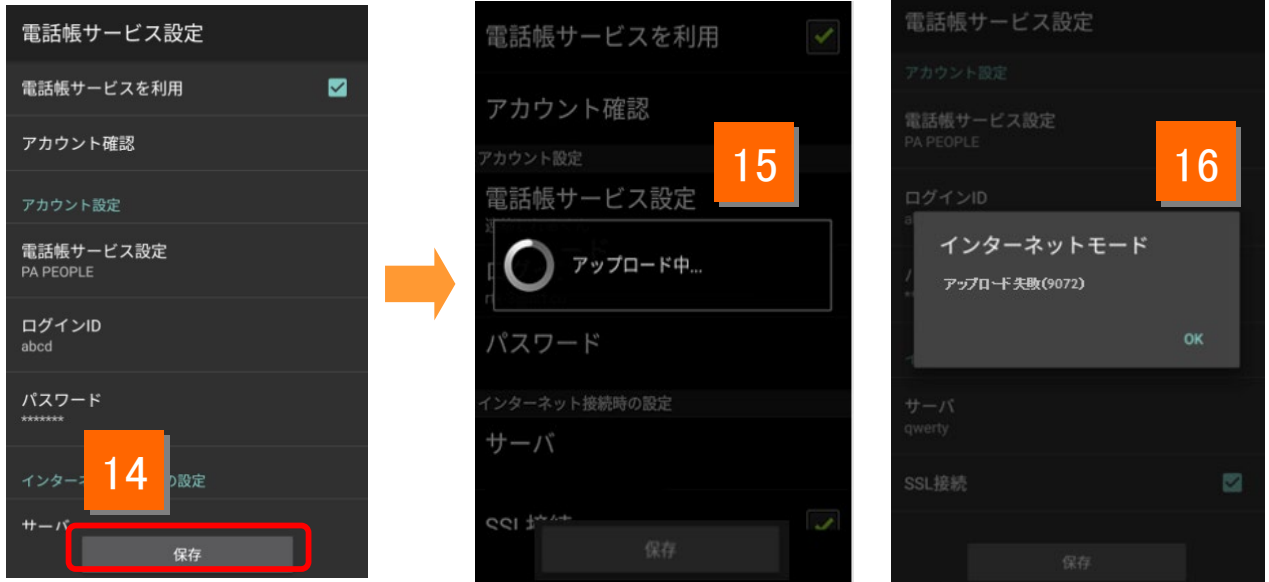 電話帳サービス設定
電話帳サービスを利用
アカウント確認
アカウント設定
電話帳サービス設定
PA PEOPLE
ログインID
abcd
パスワード
*******
14
の設定
サーバ
保存
電話帳サービスを利用
アカウント確認
アカウント設定
15
電話帳サービス設定
アップロード中...
パスワード
インターネット接続時の設定
サーバ
SSL接続
保存
電話帳サービス設定
アカウント設定
電話帳サービス設定
PA PEOPLE
16
ログインID
インターネットモード
アップロード失敗(9072)
OK
サーバ
qwerty
SSL接続
保存